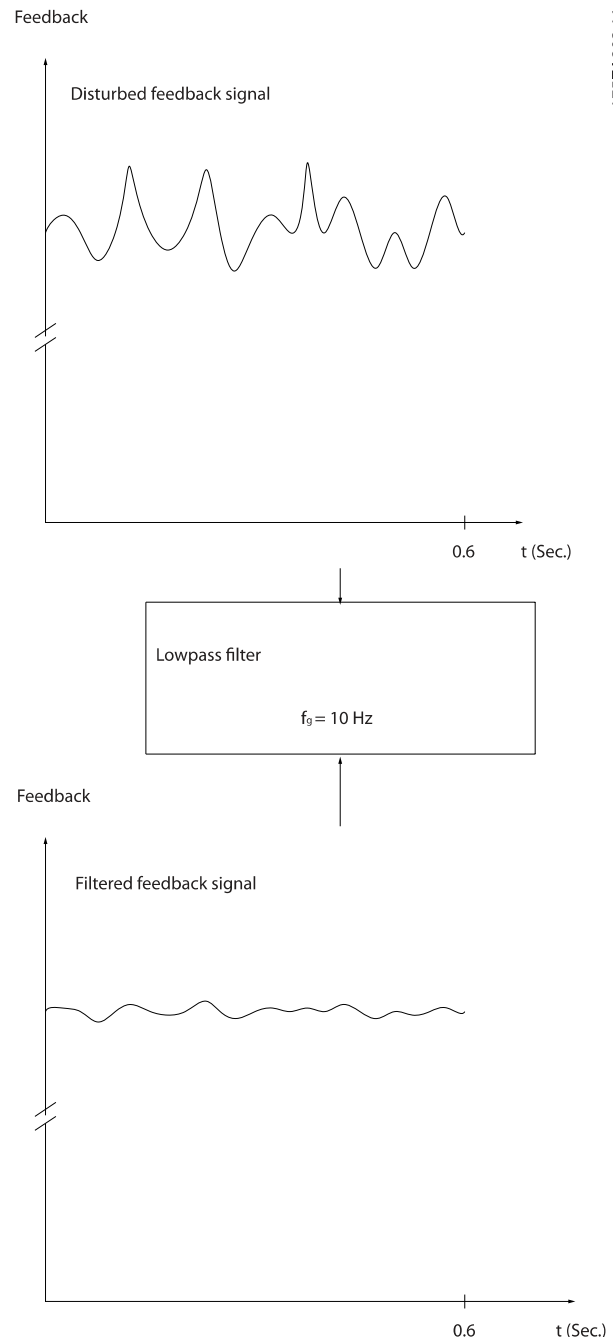 Feedback
Disturbed feedback signal
0.6
t (Sec.)
Lowpass filter
fg = 10 Hz
Feedback
Filtered feedback signal
0.6
t (Sec.)